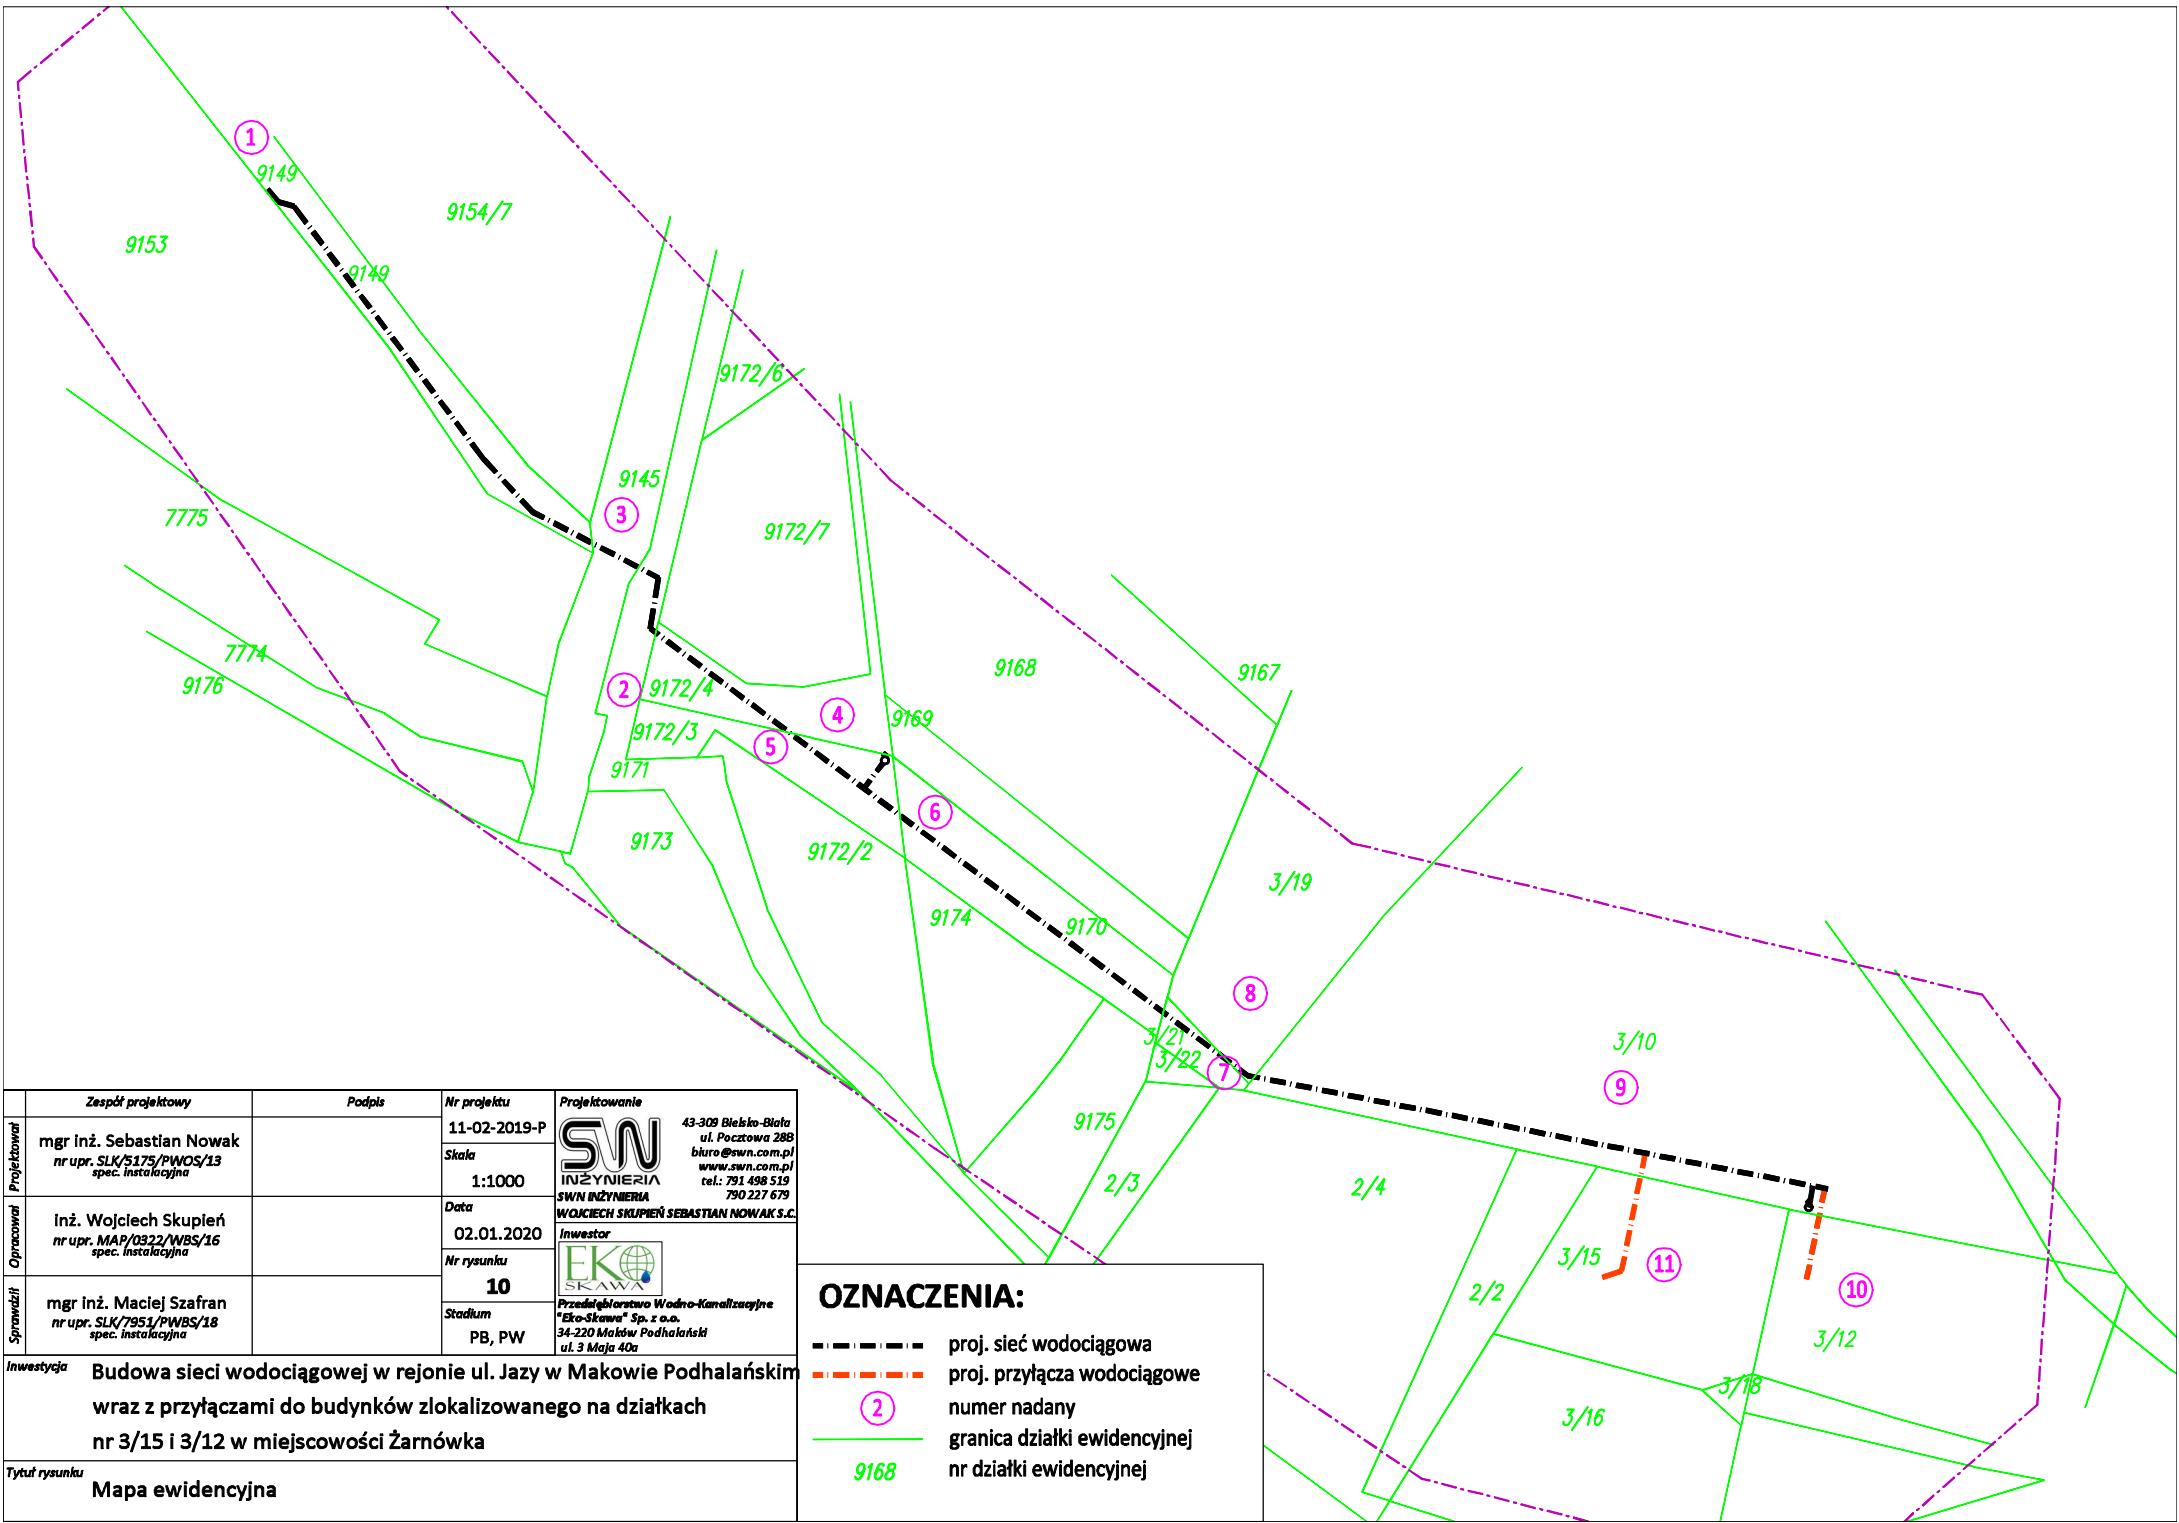 1
9149
9154/7
9153
9149
9172/6
9145
3
7775
9172/7
7774
9176
2
9172/4
9168
9167
4
9169
9172/3
5
9171
6
9173
9172/2
3/19
9174
9170
8
3/21
3/22
7
3/10
9
9175
2/3
2/4
3/15
11
10
2/2
3/12
3/18
3/16
Zespół projektowy
Podpis
Nr projektu
11-02-2019-P
Projektował
mgr inż. Sebastian Nowak
nr upr. SLK/5175/PWOS/13
spec. instalacyjna
Skala
1:1000
Opracował
inż. Wojciech Skupień
nr upr. MAP/0322/WBS/16
spec. instalacyjna
Data
02.01.2020
Nr rysunku
10
Sprawdził
mgr inż. Maciej Szafran
nr upr. SLK/7951/PWBS/18
spec. instalacyjna
Stadium
PB, PW
Projektowanie
SWN
INŻYNIERIA
43-309 Bielsko-Biała
ul. Pocztowa 28B
biuro@swn.com.pl
www.swn.com.pl
tel.: 791 498 519
790 227 679
SWN INŻYNIERIA
WOJCIECH SKUPIEŃ SEBASTIAN NOWAK S.C.
Inwestor
EKO
SKAWA
Przedsiębiorstwo Wodno-Kanalizacyjne
"Eko-Skawa" Sp. z o.o.
34-220 Maków Podhalański
ul. 3 Maja 40a
Inwestycja
Budowa sieci wodociągowej w rejonie ul. Jazy w Makowie Podhalańskim
wraz z przyłączami do budynków zlokalizowanego na działkach
nr 3/15 i 3/12 w miejscowości Żarnówka
Tytuł rysunku
Mapa ewidencyjna
OZNACZENIA:
proj. sieć wodociągowa
proj. przyłącza wodociągowe
2 numer nadany
granica działki ewidencyjnej
9168 nr działki ewidencyjnej